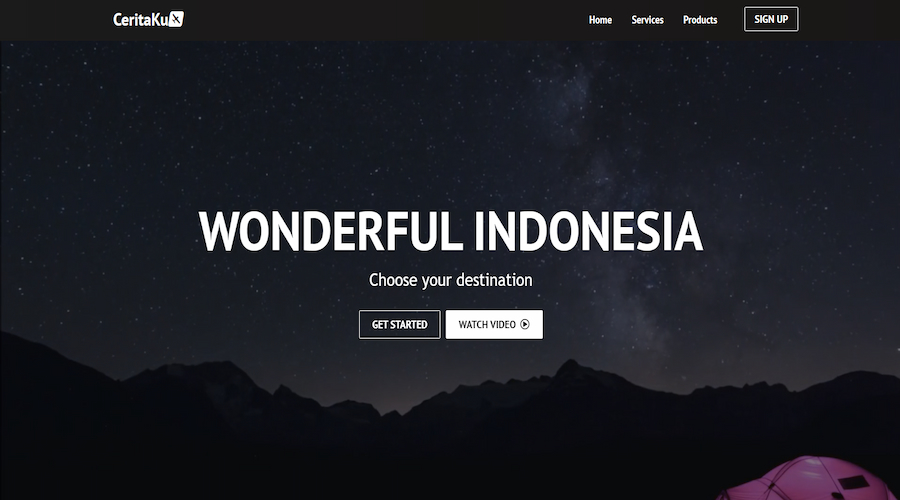 CeritaKu
Home Services Products SIGN UP
WONDERFUL INDONESIA
Choose your destination
GET STARTED WATCH VIDEO